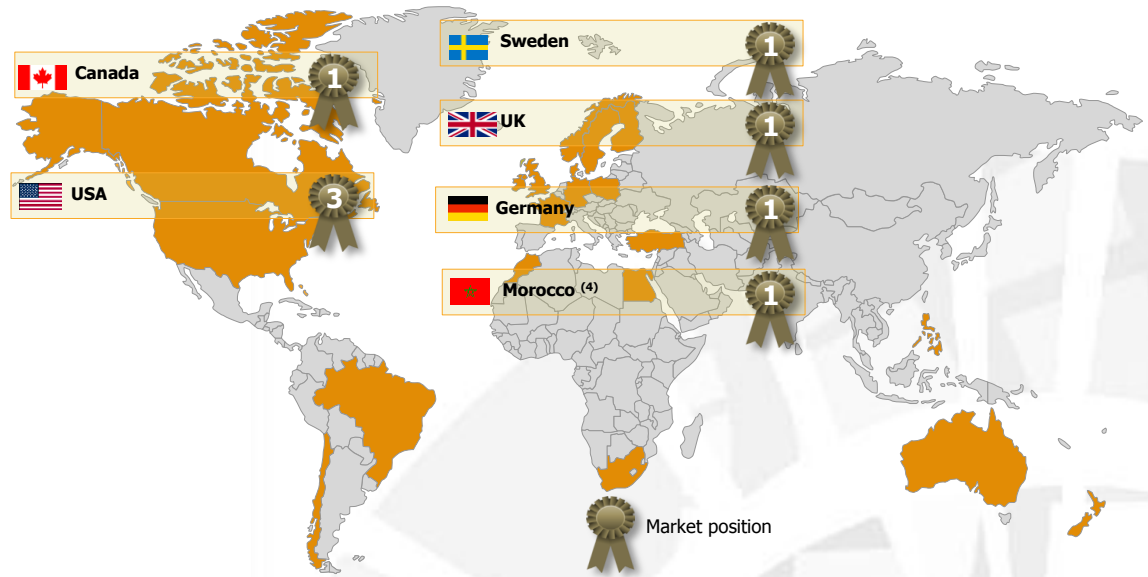 Canada
1
USA
3
Sweden
1
UK
1
Germany
1
Morocco (4)
1
Market position